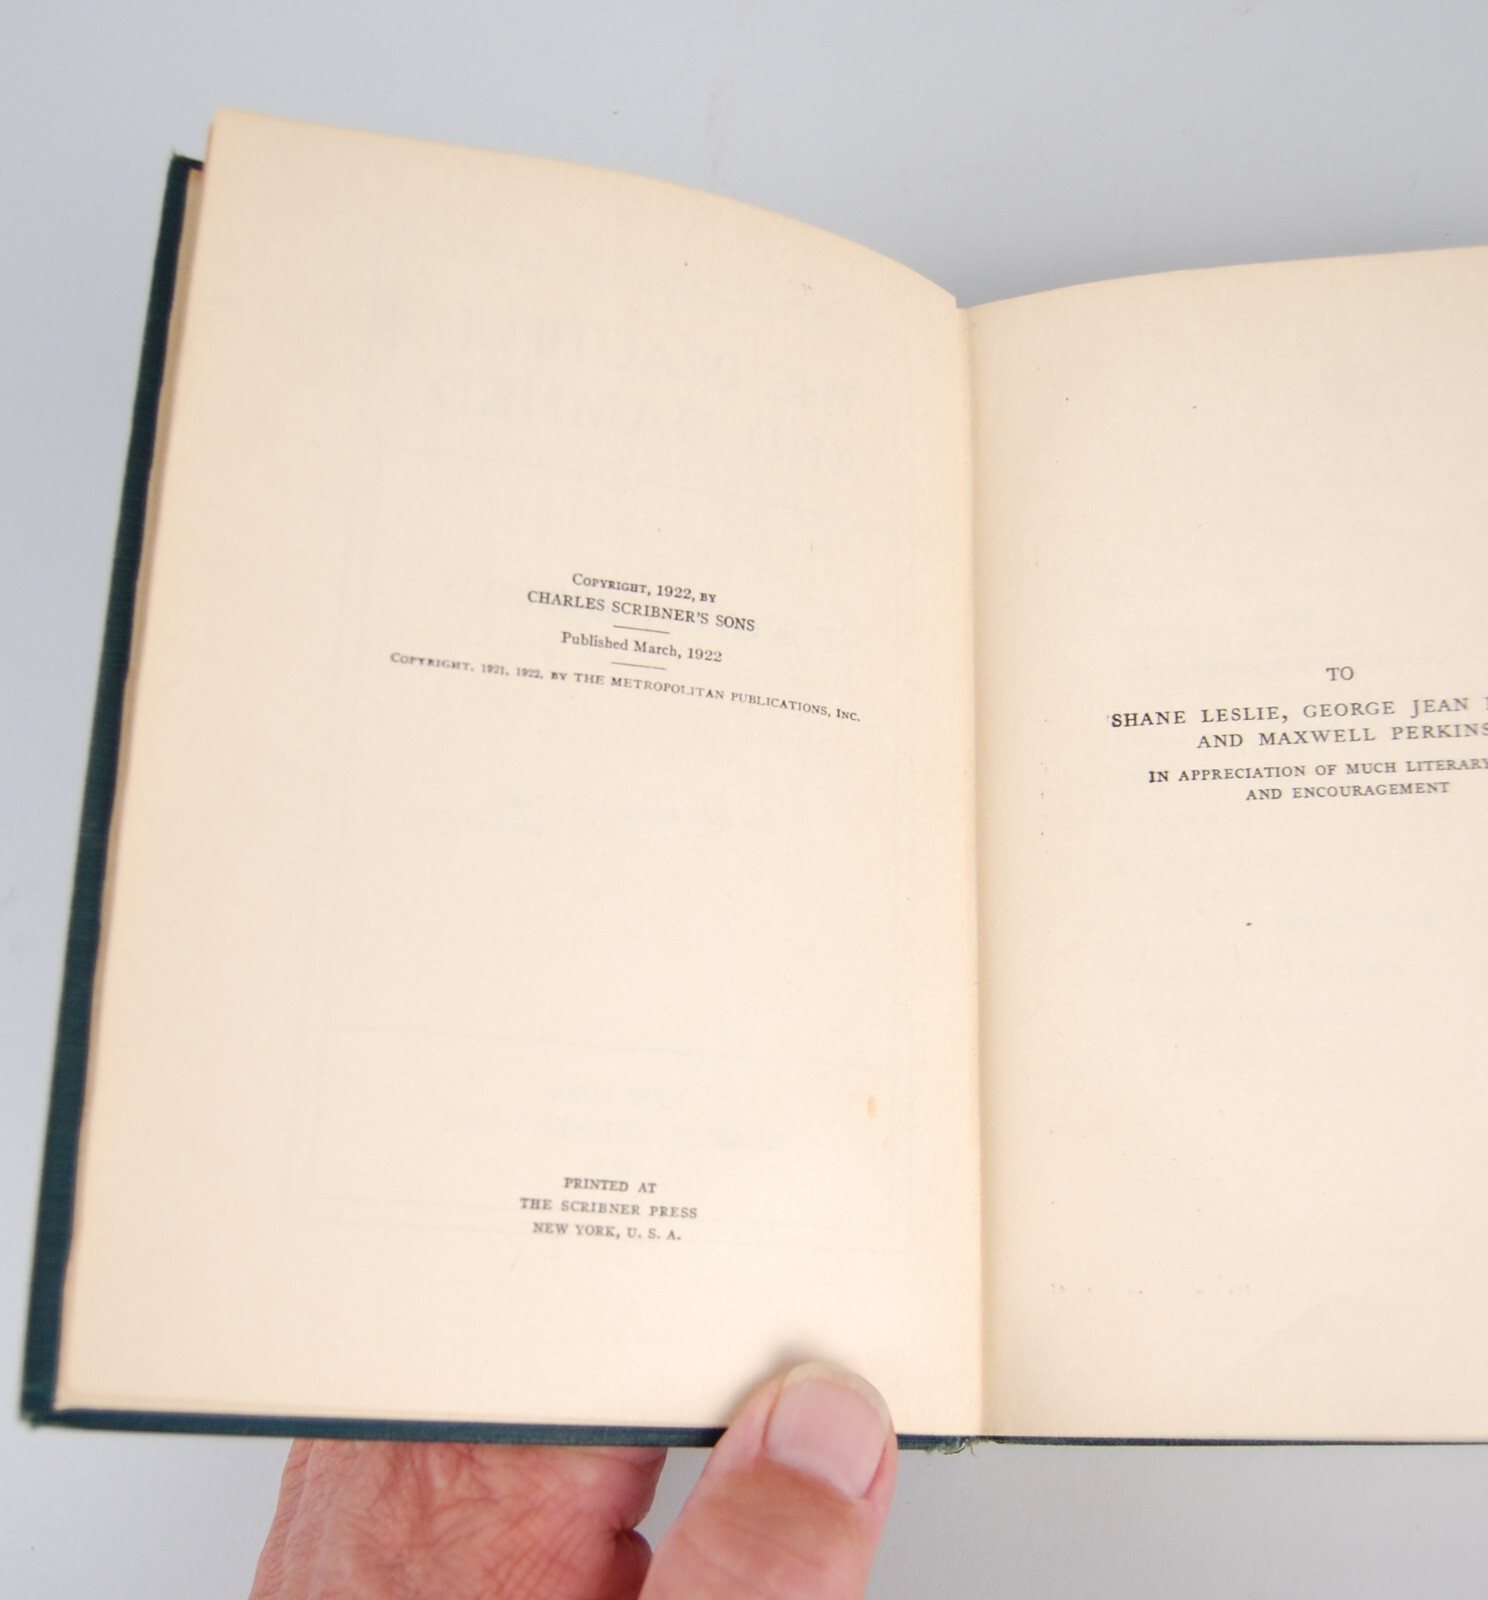 COPYRIGHT, 1922, BY
CHARLES SCRIBNER'S SONS
Published March, 1922
COPYRIGHT, 1921, 1922, BY THE METROPOLITAN PUBLICATIONS, INC.
PRINTED AT
THE SCRIBNER PRESS
NEW YORK, U. S. A.
TO
SHANE LESLIE, GEORGE JEAN
AND MAXWELL PERKINS
IN APPRECIATION OF MUCH LITERARY
AND ENCOURAGEMENT